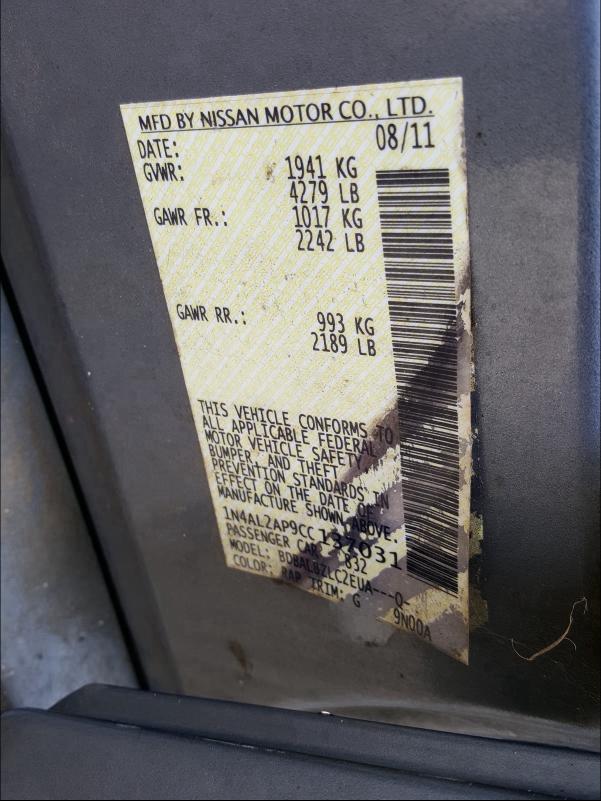 MFD BY NISSAN MOTOR CO., LTD.
DATE: 08/11
GVWR: 1941 KG
4279 LB
GAWR FR.: 1017 KG
2242 LB
GAWR RR.: 993 KG
2189 LB
THIS VEHICLE CONFORMS TO
ALL APPLICABLE FEDERAL
MOTOR VEHICLE SAFETY,
BUMPER, AND THEFT
PREVENTION STANDARDS IN
EFFECT ON THE DATE OF
MANUFACTURE SHOWN ABOVE.
1N4AL2AP9CC137031
PASSENGER CAR 832
MODEL: BDBALBZLC2EUA---Q-
COLOR: RAP TRIM: G 9N00A